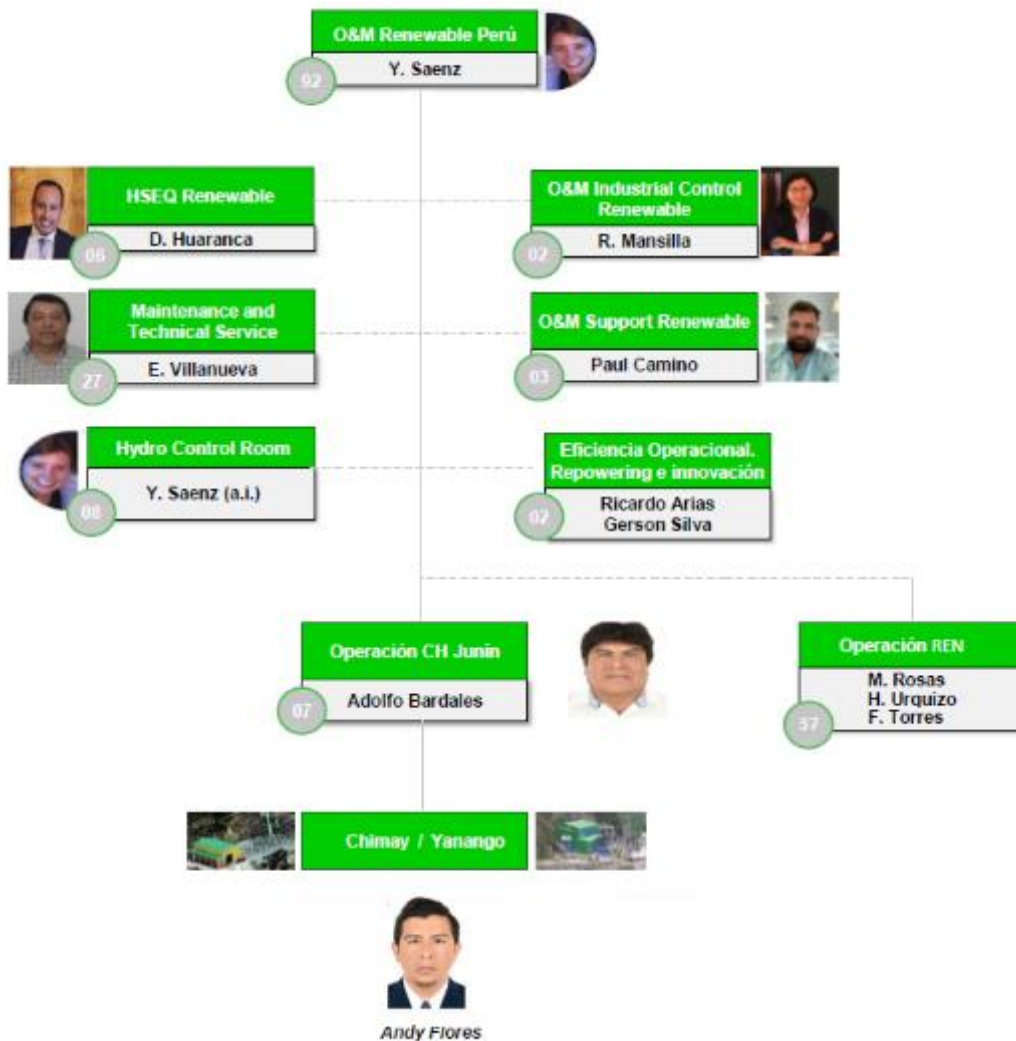 O&M Renewable Perú
Y. Saenz
92
HSEQ Renewable
D. Huaranca
06
O&M Industrial Control
Renewable
R. Mansilla
02
Maintenance and
Technical Service
E. Villanueva
27
O&M Support Renewable
Paul Camino
03
Hydro Control Room
Y. Saenz (a.i.)
08
Eficiencia Operacional.
Repowering e innovación
Ricardo Arias
Gerson Silva
02
Operación CH Junín
Adolfo Bardales
07
Operación REN
M. Rosas
H. Urquizo
F. Torres
37
Chimay / Yanango
Andy Flores